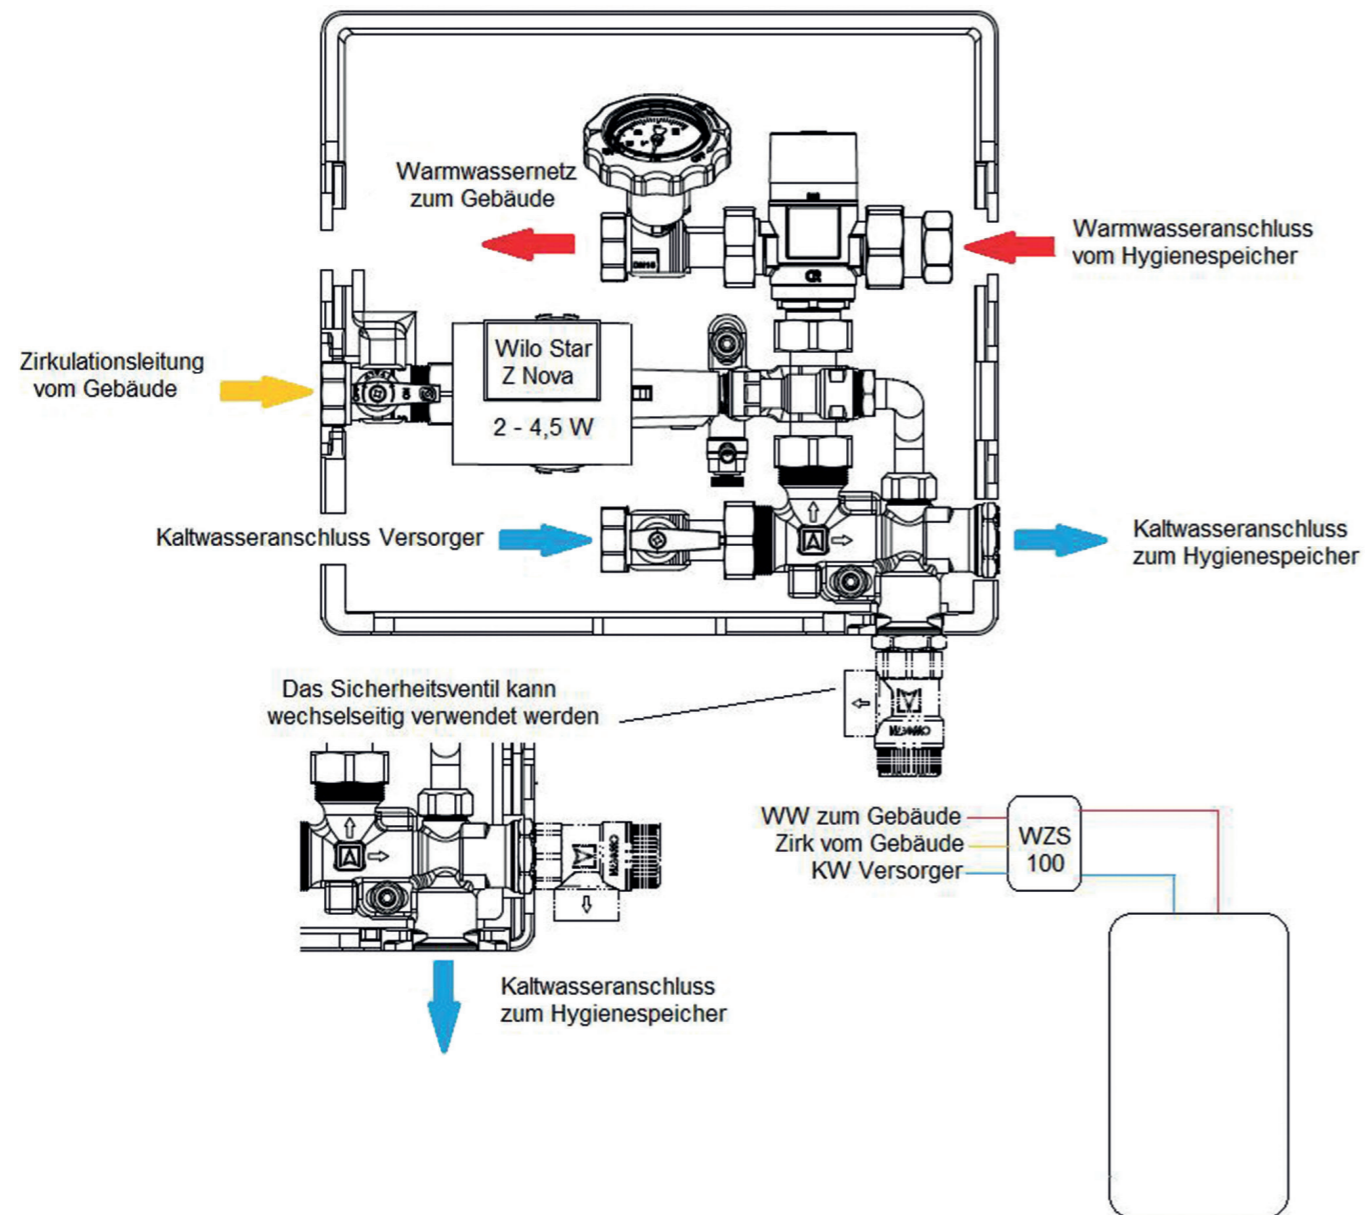 Warmwassernetz
zum Gebäude
Warmwasseranschluss
vom Hygienespeicher
Zirkulationsleitung
vom Gebäude
Wilo Star
Z Nova
2 - 4,5 W
Kaltwasseranschluss Versorger
Kaltwasseranschluss
zum Hygienespeicher
Das Sicherheitsventil kann
wechselseitig verwendet werden
WW zum Gebäude
Zirk vom Gebäude
KW Versorger
WZS
100
Kaltwasseranschluss
zum Hygienespeicher